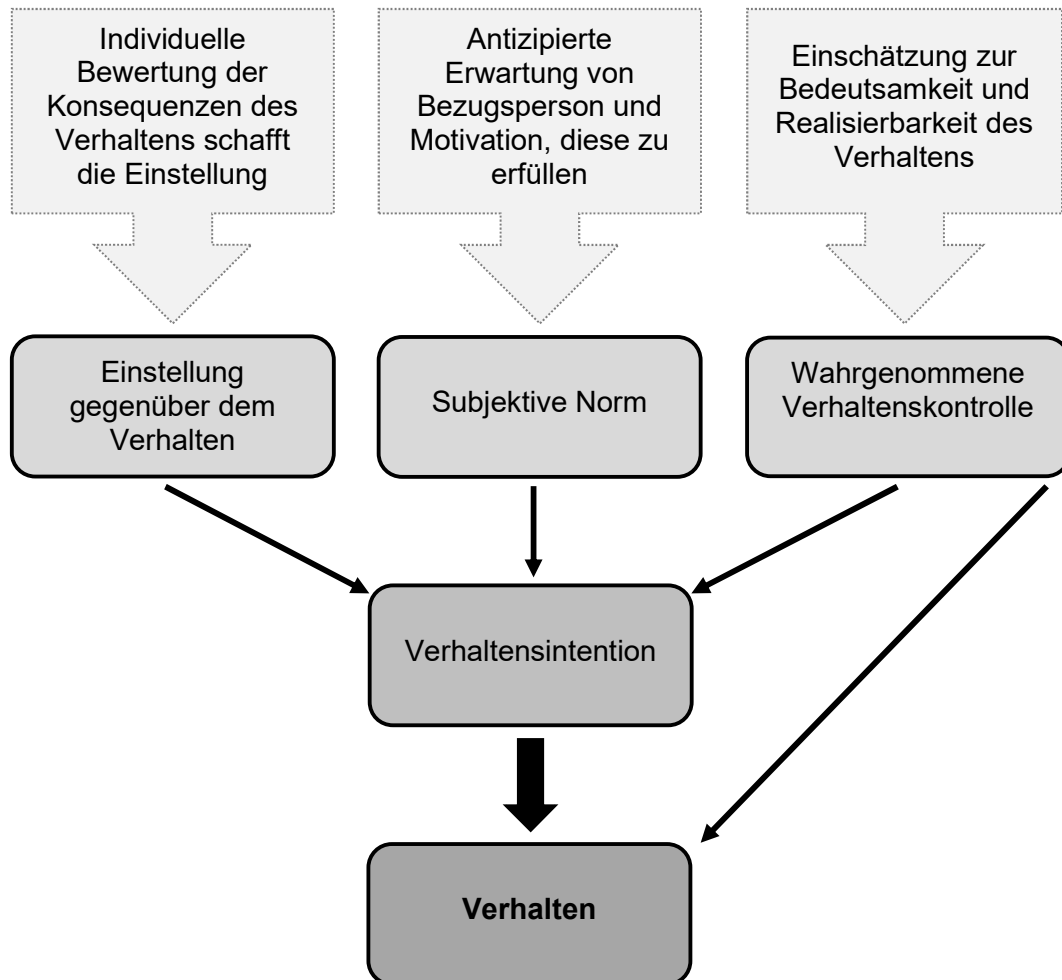 Individuelle
Bewertung der
Konsequenzen des
Verhaltens schafft
die Einstellung
Antizipierte
Erwartung von
Bezugsperson und
Motivation, diese zu
erfüllen
Einschätzung zur
Bedeutsamkeit und
Realisierbarkeit des
Verhaltens
Einstellung
gegenüber dem
Verhalten
Subjektive Norm
Wahrgenommene
Verhaltenskontrolle
Verhaltensintention
Verhalten